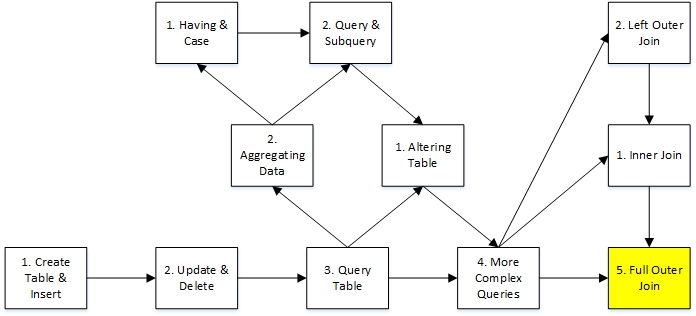 1. Having &
Case
2. Query &
Subquery
2. Left Outer
Join
2.
Aggregating
Data
1. Altering
Table
1. Inner Join
1. Create
Table &
Insert
2. Update &
Delete
3. Query
Table
4. More
Complex
Queries
5. Full Outer
Join